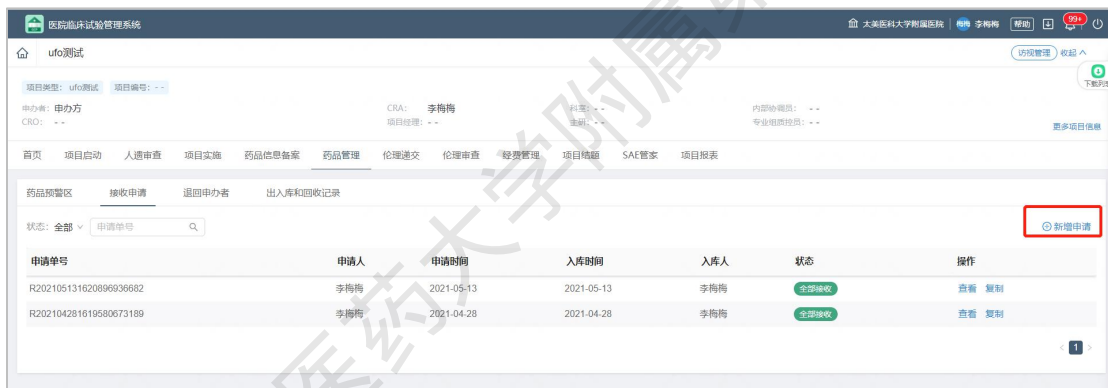 医院临床试验管理系统 太美医科大学附属医院 梅梅 李梅梅 帮助 99+
ufo测试 访视管理 收起
下载列表
项目类型: ufo测试 项目编号: - -
申办者: 申办方 CRA: 李梅梅 科室: - - 内部协调员: - -
CRO: - - 项目经理: - - 主研: - - 专业组质控员: - - 更多项目信息
首页 项目启动 人遗审查 项目实施 药品信息备案 药品管理 伦理递交 伦理审查 经费管理 项目结题 SAE管家 项目报表
药品预警区 接收申请 退回申办者 出入库和回收记录
状态: 全部 申请单号 新增申请
申请单号 申请人 申请时间 入库时间 入库人 状态 操作
R2021051316208969366​82 李梅梅 2021-05-13 2021-05-13 李梅梅 全部接收 查看 复制
R202104281619580673189 李梅梅 2021-04-28 2021-04-28 李梅梅 全部接收 查看 复制
< 1 >
医药大学附属